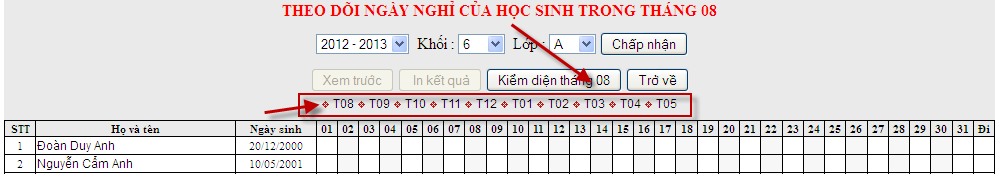 THEO DÕI NGÀY NGHỈ CỦA HỌC SINH TRONG THÁNG 08
2012 - 2013 Khối : 6 Lớp : A Chấp nhận
Xem trước In kết quả Kiểm diện tháng 08 Trở về
T08 T09 T10 T11 T12 T01 T02 T03 T04 T05
STT Họ và tên Ngày sinh 01 02 03 04 05 06 07 08 09 10 11 12 13 14 15 16 17 18 19 20 21 22 23 24 25 26 27 28 29 30 31 Đi
1 Đoàn Duy Anh 20/12/2000
2 Nguyễn Cẩm Anh 10/05/2001